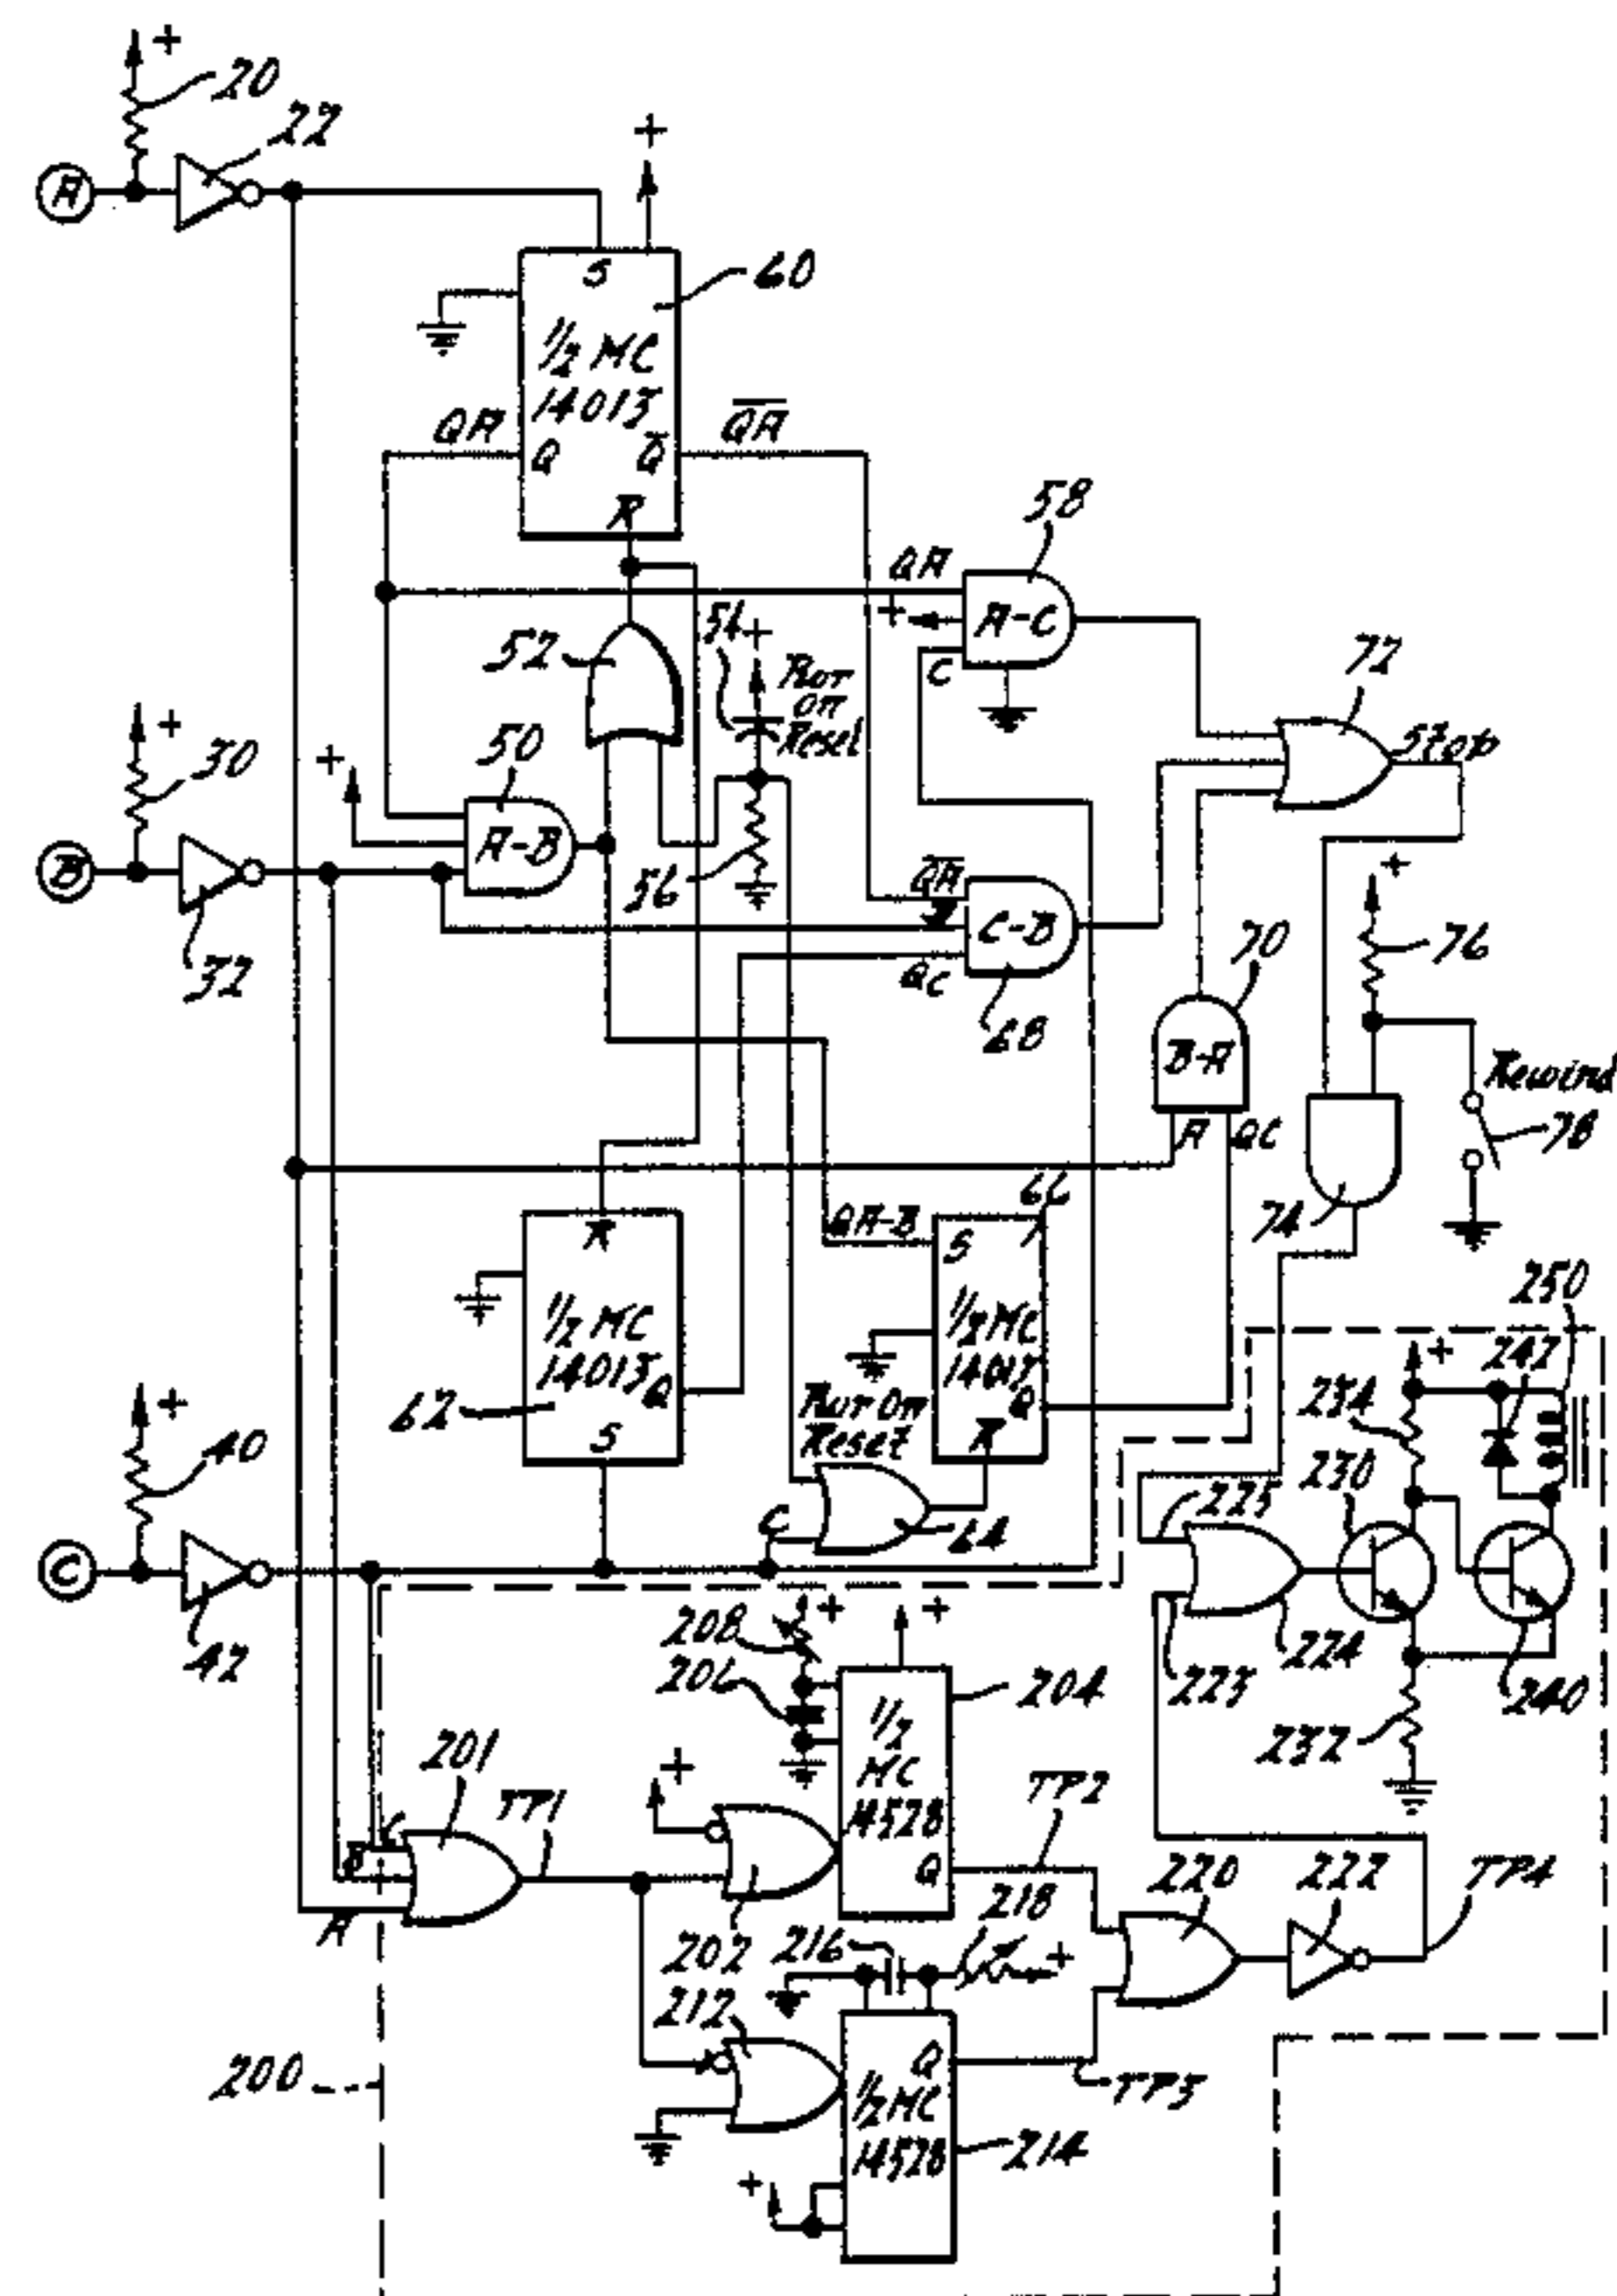 +
20
22
+
A
S
60
1/2 MC
14013
QA
Q̅A̅
Q
Q̅
R
58
QA
+
A-C
C
54
+
52
Pwr
On
Reset
72
Stop
+
30
+
50
A-B
B
56
Q̅A̅
C-B
QC
68
32
+
76
70
B-A
Rewind
A
QC
78
74
66
R
QA-B
S
1/2 MC
14013
Q
62
S
1/2 MC
14013
Q
R
Pwr On
Reset
250
+
242
234
230
+
40
C
64
225
C
42
208
+
+
206
204
223
224
240
232
1/2
MC
14528
Q
201
TP1
+
C
B
A
202
TP2
218
220
222
TP4
216
+
212
Q
TP3
1/2 MC
14528
214
200
+